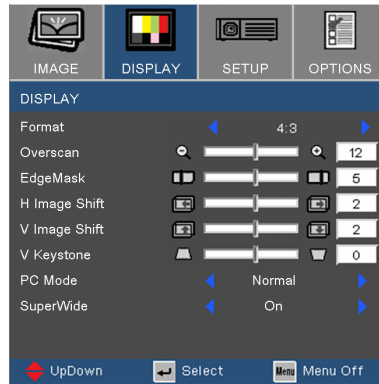 IMAGE DISPLAY SETUP OPTIONS
DISPLAY
Format 4:3
Overscan 12
EdgeMask 5
H Image Shift 2
V Image Shift 2
V Keystone 0
PC Mode Normal
SuperWide On
UpDown Select Menu Menu Off